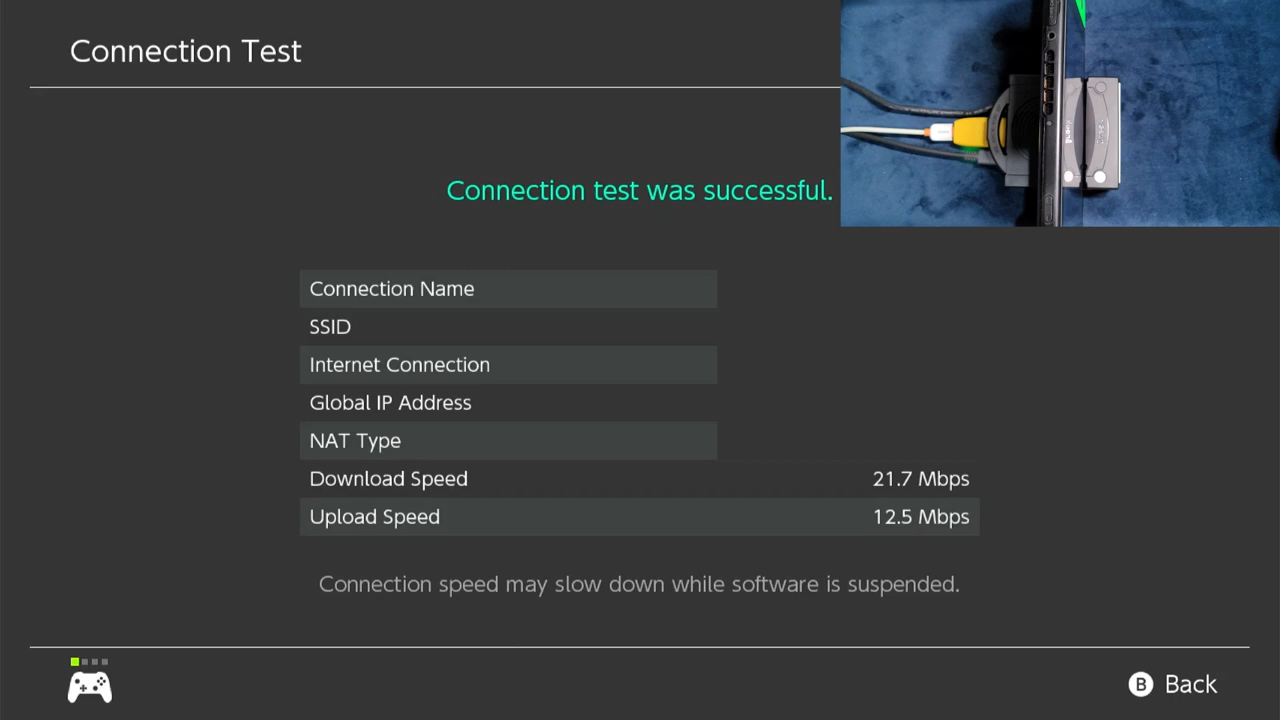 Connection Test
Connection test was successful.
Connection Name
SSID
Internet Connection
Global IP Address
NAT Type
Download Speed 21.7 Mbps
Upload Speed 12.5 Mbps
Connection speed may slow down while software is suspended.
B Back